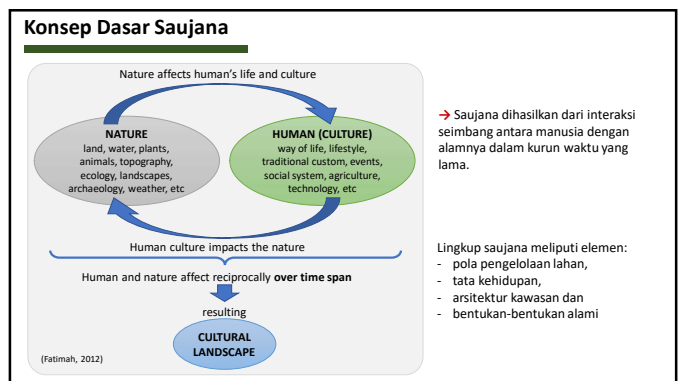 Konsep Dasar Saujana
Nature affects human's life and culture
NATURE
land, water, plants,
animals, topography,
ecology, landscapes,
archaeology, weather, etc
HUMAN (CULTURE)
way of life, lifestyle,
traditional custom, events,
social system, agriculture,
technology, etc
Human culture impacts the nature
Human and nature affect reciprocally over time span
resulting
CULTURAL
LANDSCAPE
(Fatimah, 2012)
→ Saujana dihasilkan dari interaksi
seimbang antara manusia dengan
alamnya dalam kurun waktu yang
lama.
Lingkup saujana meliputi elemen:
- pola pengelolaan lahan,
- tata kehidupan,
- arsitektur kawasan dan
- bentukan-bentukan alami